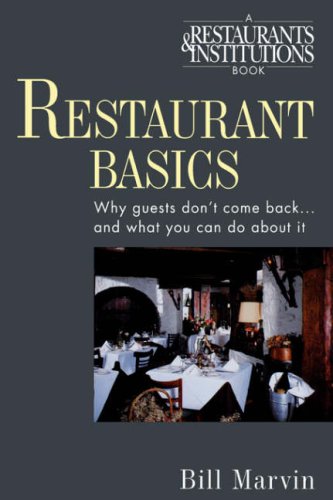 A
RESTAURANTS
& INSTITUTIONS
BOOK
RESTAURANT
BASICS
Why guests don't come back...
and what you can do about it
Bill Marvin